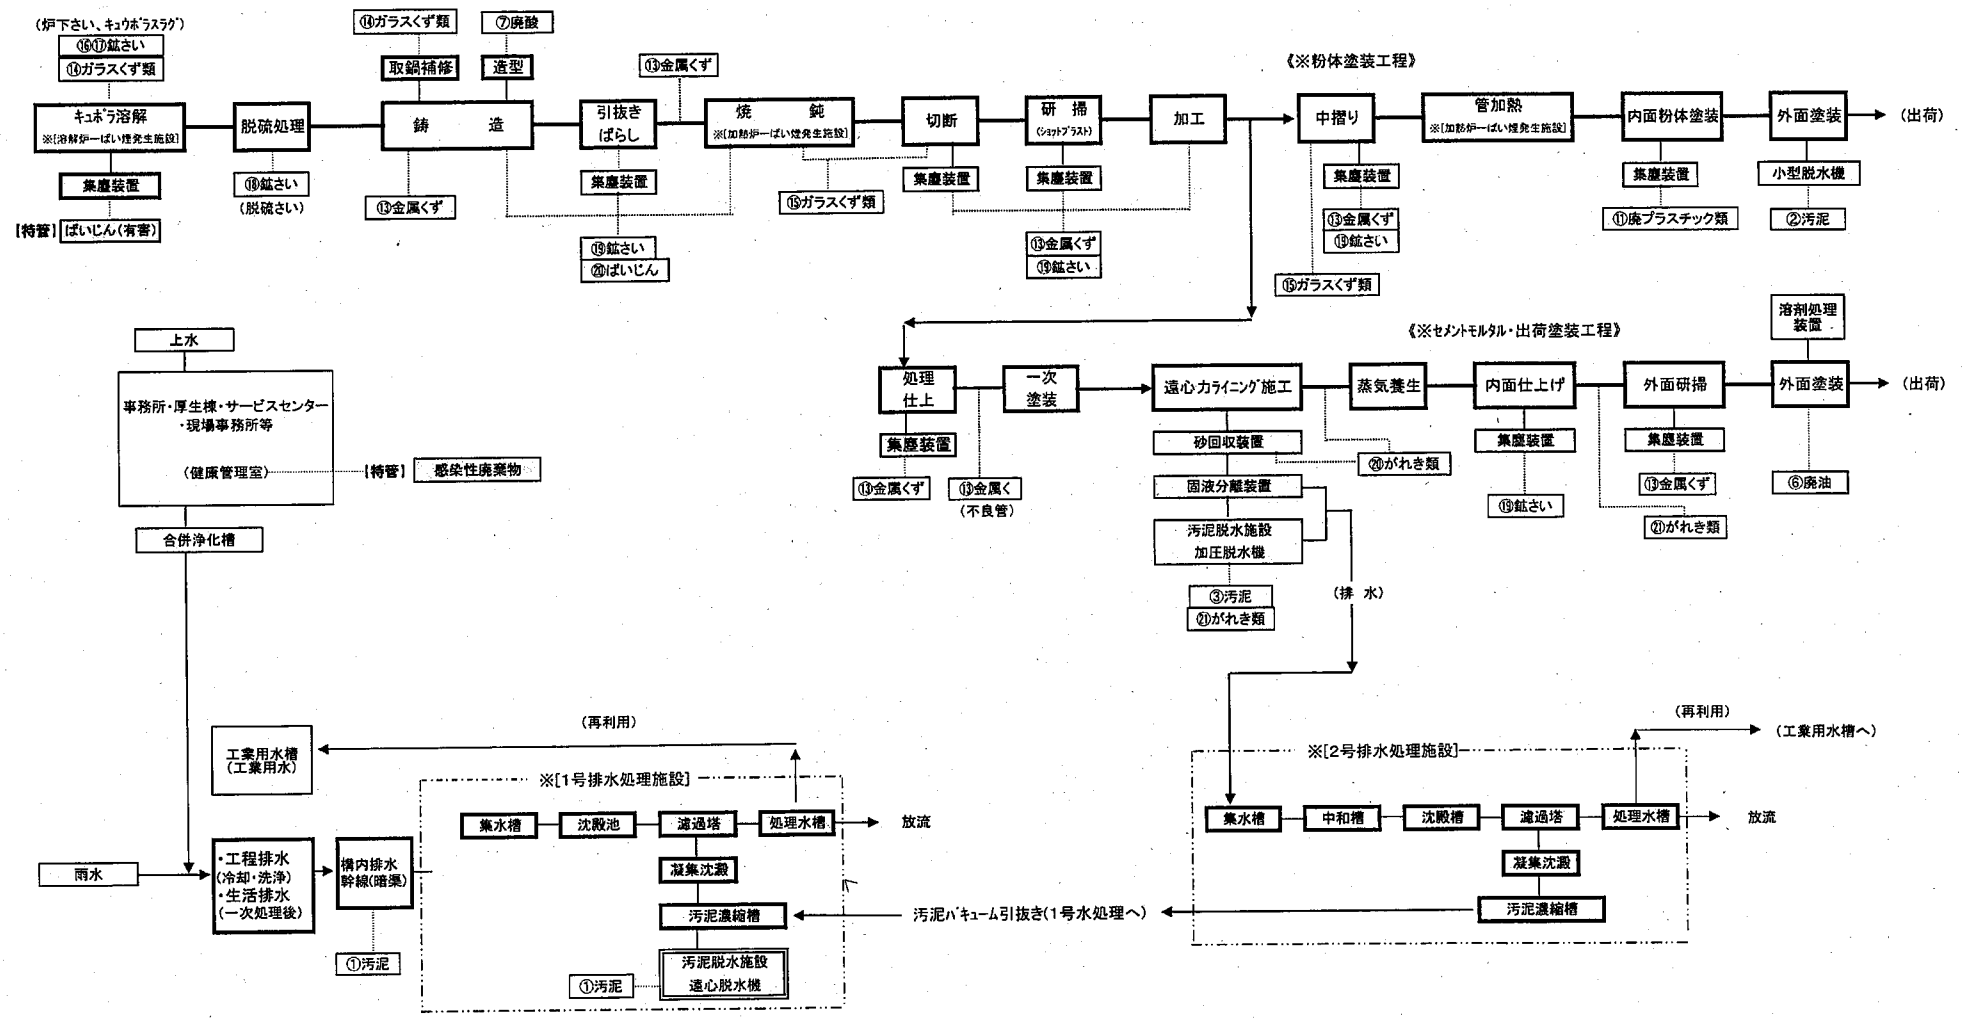 (炉下さい、キュウポラスラグ)
⑯⑰鉱さい
⑭ガラスくず類
キュポラ溶解
※[溶解炉ーばい煙発生施設]
集塵装置
【特管】
ばいじん(有害)
脱硫処理
⑱鉱さい
(脱硫さい)
⑭ガラスくず類
取鍋補修
⑦廃酸
造型
鋳 造
⑬金属くず
引抜き
ばらし
集塵装置
⑲鉱さい
⑳ばいじん
⑬金属くず
焼 鈍
※[加熱炉ーばい煙発生施設]
⑮ガラスくず類
切断
集塵装置
研 掃
(ショットブラスト)
集塵装置
⑬金属くず
⑲鉱さい
加工
《※粉体塗装工程》
中摺り
集塵装置
⑬金属くず
⑲鉱さい
⑮ガラスくず類
管加熱
※[加熱炉ーばい煙発生施設]
内面粉体塗装
集塵装置
⑪廃プラスチック類
外面塗装
小型脱水機
②汚泥
(出荷)
《※セメントモルタル・出荷塗装工程》
処理
仕上
集塵装置
⑬金属くず
⑬金属く
(不良管)
一次
塗装
遠心力ライニング施工
砂回収装置
固液分離装置
汚泥脱水施設
加圧脱水機
③汚泥
㉑がれき類
(排 水)
蒸気養生
⑳がれき類
内面仕上げ
集塵装置
⑲鉱さい
外面研掃
集塵装置
⑬金属くず
㉑がれき類
溶剤処理
装置
外面塗装
⑥廃油
(出荷)
上水
事務所・厚生棟・サービスセンター
・現場事務所等
(健康管理室)
【特管】
感染性廃棄物
合併浄化槽
工業用水槽
(工業用水)
(再利用)
雨水
・工程排水
(冷却・洗浄)
・生活排水
(一次処理後)
構内排水
幹線(暗渠)
①汚泥
※[1号排水処理施設]
集水槽
沈殿池
濾過塔
処理水槽
放流
凝集沈澱
汚泥濃縮槽
汚泥脱水施設
遠心脱水機
①汚泥
汚泥バキューム引抜き(1号水処理へ)
※[2号排水処理施設]
集水槽
中和槽
沈殿槽
濾過塔
処理水槽
放流
凝集沈澱
汚泥濃縮槽
(再利用)
(工業用水槽へ)